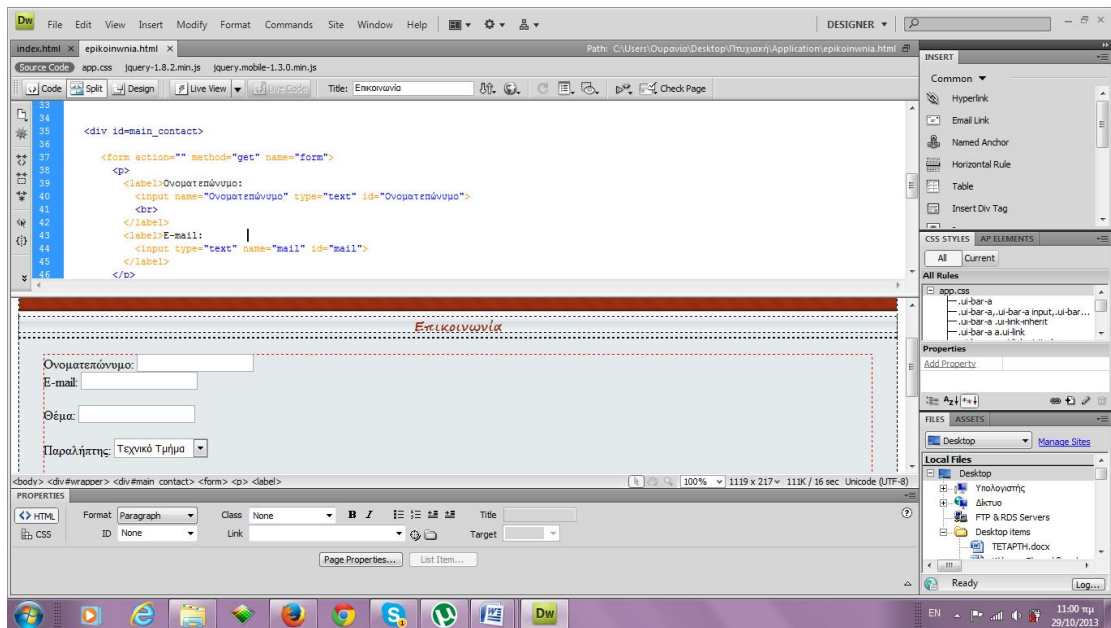 Dw File Edit View Insert Modify Format Commands Site Window Help DESIGNER
index.html × epikoinwnia.html × Path: C:\Users\Ουρανία\Desktop\Πτυχιακή\Application\epikoinwnia.html
Source Code app.css jquery-1.8.2.min.js jquery.mobile-1.3.0.min.js
Code Split Design Live View Live Code Title: Επικοινωνία Check Page
33
34
35 <div id=main_contact>
36
37 <form action="" method="get" name="form">
38 <p>
39 <label>Ονοματεπώνυμο:
40 <input name="Ονοματεπώνυμο" type="text" id="Ονοματεπώνυμο">
41 <br>
42 </label>
43 <label>E-mail:
44 <input type="text" name="mail" id="mail">
45 </label>
46 </p>
Επικοινωνία
Ονοματεπώνυμο:
E-mail:
Θέμα:
Παραλήπτης: Τεχνικό Τμήμα
<body> <div#wrapper> <div#main_contact> <form> <p> <label> 100% 1119 x 217 111K / 16 sec Unicode (UTF-8)
PROPERTIES
HTML Format Paragraph Class None B I Title
CSS ID None Link Target
Page Properties... List Item...
INSERT
Common
Hyperlink
Email Link
Named Anchor
Horizontal Rule
Table
Insert Div Tag
CSS STYLES AP ELEMENTS
All Current
All Rules
app.css
.ui-bar-a
.ui-bar-a,.ui-bar-a input,.ui-bar...
.ui-bar-a .ui-link-inherit
.ui-bar-a a.ui-link
Properties
Add Property
FILES ASSETS
Desktop Manage Sites
Local Files
Desktop
Υπολογιστής
Δίκτυο
FTP & RDS Servers
Desktop items
ΤΕΤΑΡΤΗ.docx
Ready Log...
Dw EN 11:00 πμ
29/10/2013